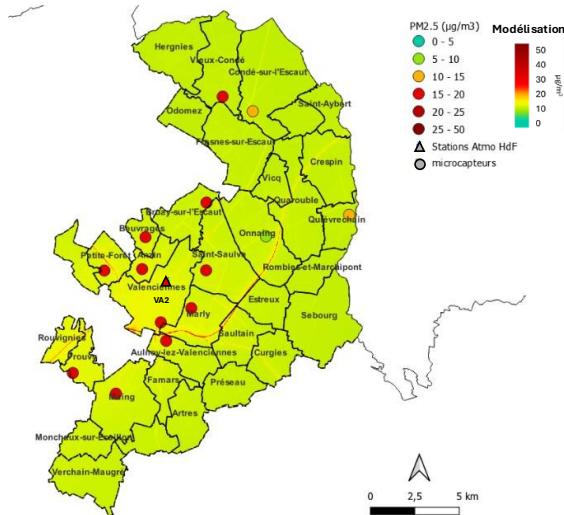 PM2.5 (µg/m3)
0 - 5
5 - 10
10 - 15
15 - 20
20 - 25
25 - 50
Stations Atmo HdF
microcapteurs
Modélisation
50
40
30
20
10
0
µg/m³
Hergnies
Vieux-Condé
Condé-sur-l'Escaut
Saint-Aybert
Odomez
Fresnes-sur-Escaut
Crespin
Vicq
Quarouble
Bruay-sur-l'Escaut
Quiévrechain
Beuvrages
Onnaing
Petite-Forêt
Anzin
Saint-Saulve
Rombies-et-Marchipont
Valenciennes
VA2
Estreux
Marly
Sebourg
Rouvignies
Saultain
Prouvy
Aulnoy-lez-Valenciennes
Curgies
Famars
Préseau
Maing
Artres
Monchaux-sur-Ecaillon
Verchain-Maugré
0 2,5 5 km